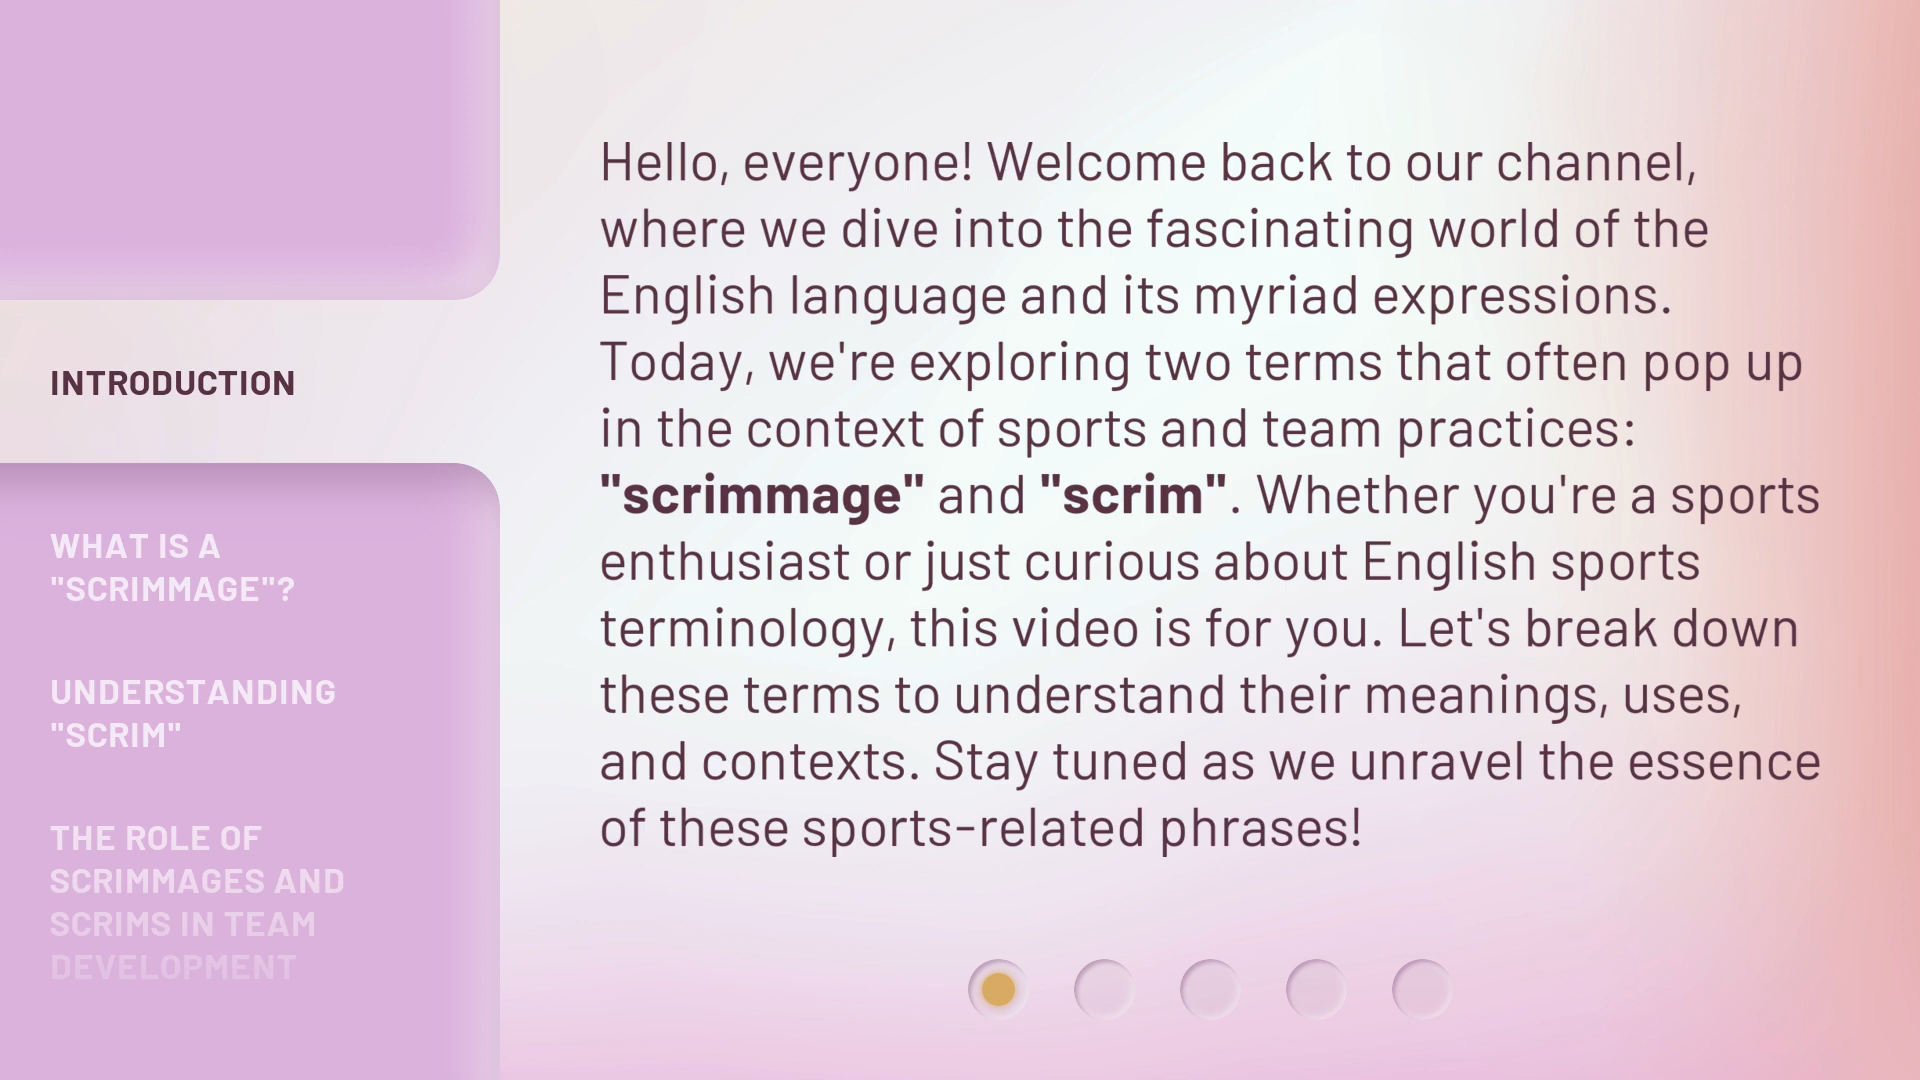 INTRODUCTION
WHAT IS A
"SCRIMMAGE"?
UNDERSTANDING
"SCRIM"
THE ROLE OF
SCRIMMAGES AND
SCRIMS IN TEAM
DEVELOPMENT
Hello, everyone! Welcome back to our channel,
where we dive into the fascinating world of the
English language and its myriad expressions.
Today, we're exploring two terms that often pop up
in the context of sports and team practices:
"scrimmage" and "scrim". Whether you're a sports
enthusiast or just curious about English sports
terminology, this video is for you. Let's break down
these terms to understand their meanings, uses,
and contexts. Stay tuned as we unravel the essence
of these sports-related phrases!